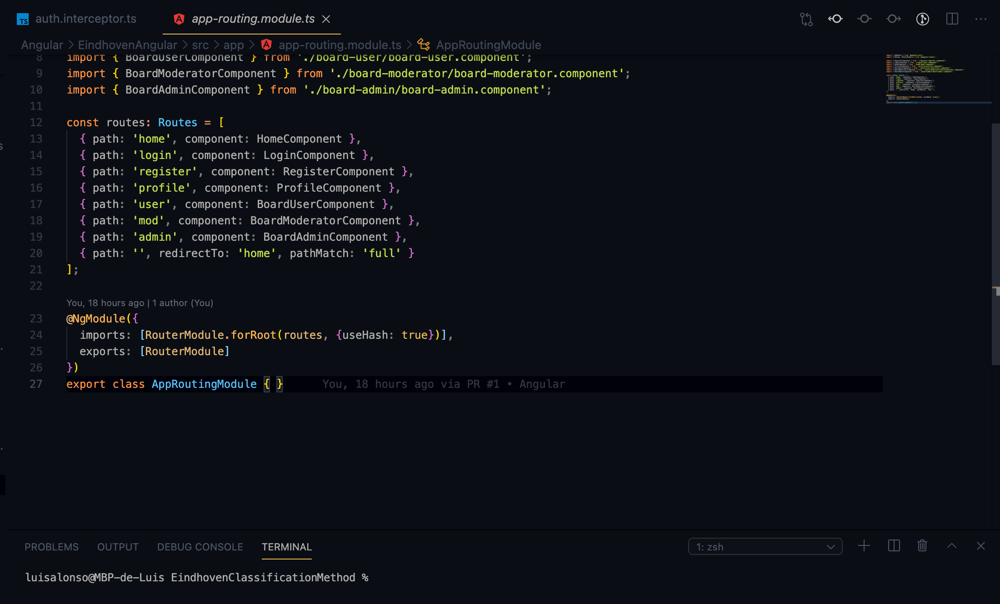 auth.interceptor.ts
app-routing.module.ts
Angular > EindhovenAngular > src > app > app-routing.module.ts > AppRoutingModule
8 import { BoardUserComponent } from './board-user/board-user.component';
9 import { BoardModeratorComponent } from './board-moderator/board-moderator.component';
10 import { BoardAdminComponent } from './board-admin/board-admin.component';
11
12 const routes: Routes = [
13 { path: 'home', component: HomeComponent },
14 { path: 'login', component: LoginComponent },
15 { path: 'register', component: RegisterComponent },
16 { path: 'profile', component: ProfileComponent },
17 { path: 'user', component: BoardUserComponent },
18 { path: 'mod', component: BoardModeratorComponent },
19 { path: 'admin', component: BoardAdminComponent },
20 { path: '', redirectTo: 'home', pathMatch: 'full' }
21 ];
22
You, 18 hours ago | 1 author (You)
23 @NgModule({
24 imports: [RouterModule.forRoot(routes, {useHash: true})],
25 exports: [RouterModule]
26 })
27 export class AppRoutingModule { } You, 18 hours ago via PR #1 • Angular
PROBLEMS OUTPUT DEBUG CONSOLE TERMINAL 1: zsh
luisalonso@MBP-de-Luis EindhovenClassificationMethod %